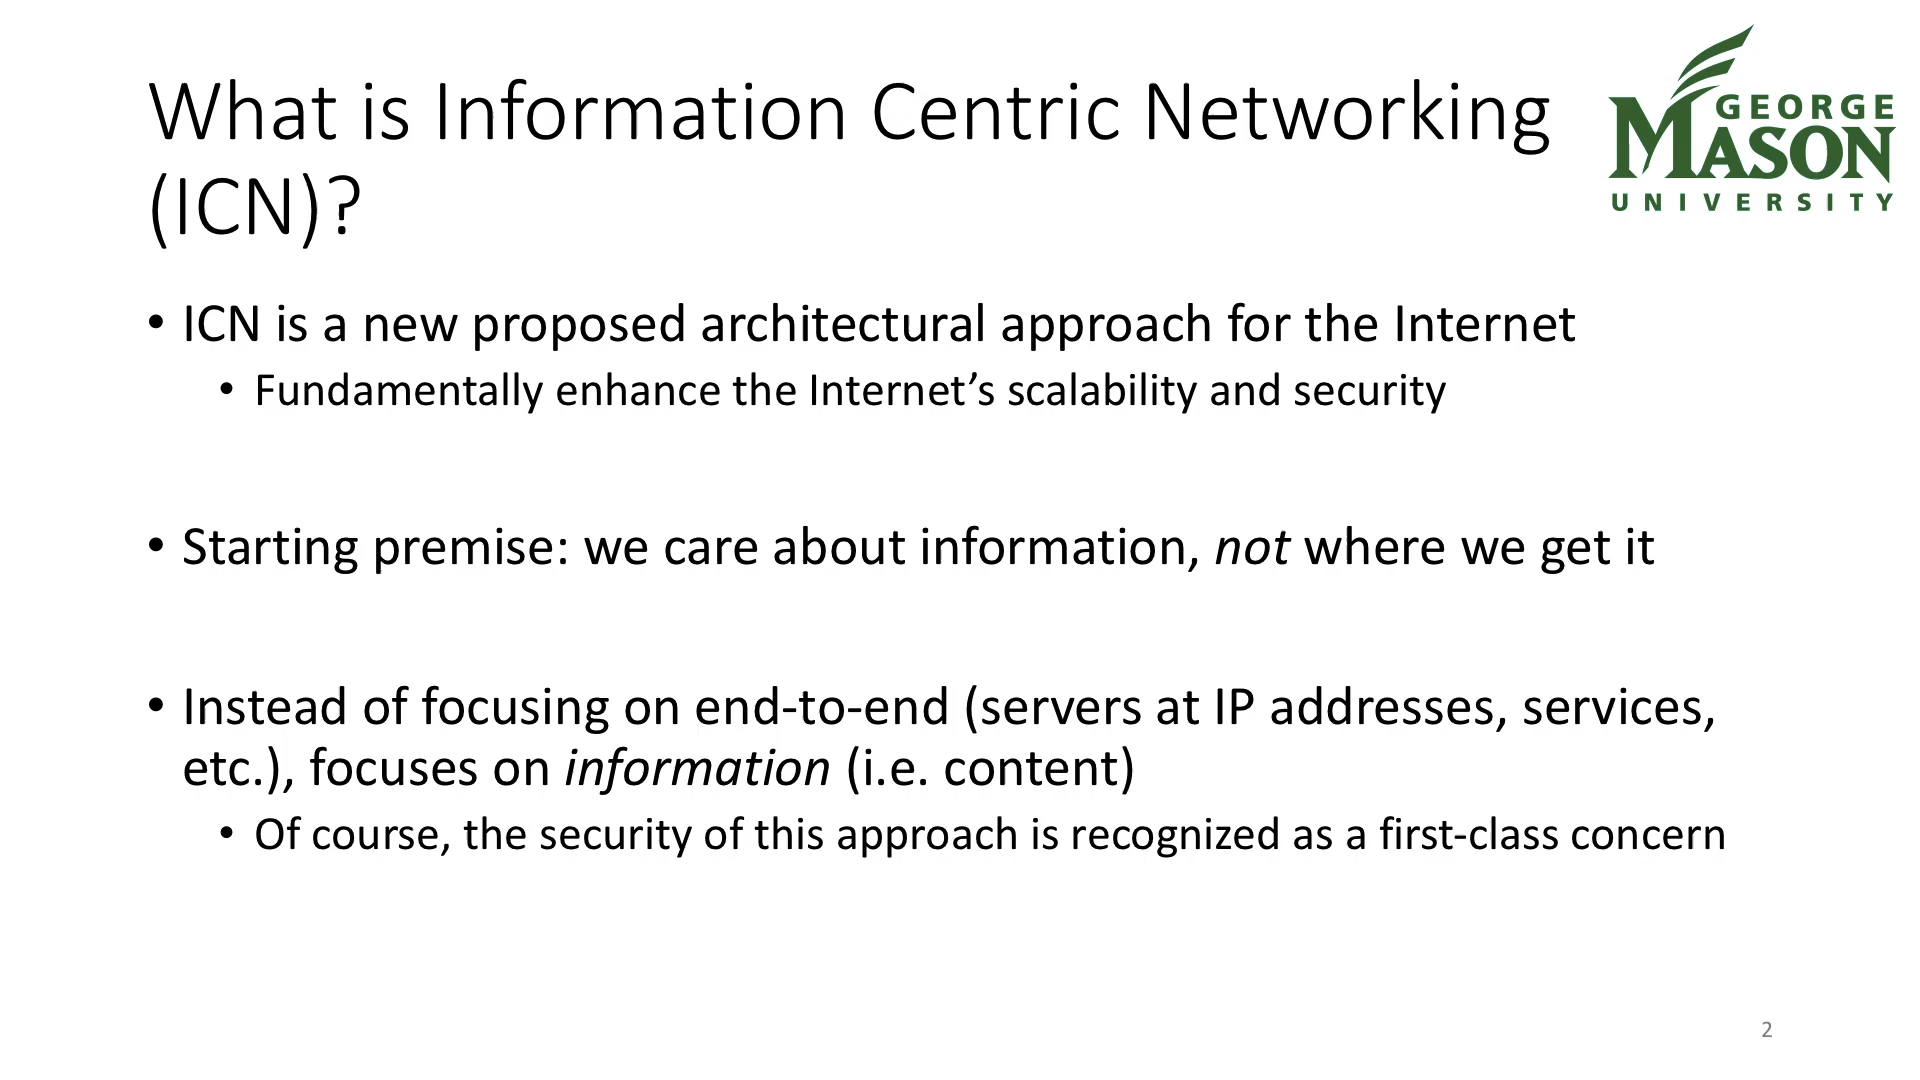 What is Information Centric Networking
(ICN)?
GEORGE
MASON
UNIVERSITY
• ICN is a new proposed architectural approach for the Internet
• Fundamentally enhance the Internet’s scalability and security
• Starting premise: we care about information, not where we get it
• Instead of focusing on end-to-end (servers at IP addresses, services,
etc.), focuses on information (i.e. content)
• Of course, the security of this approach is recognized as a first-class concern
2